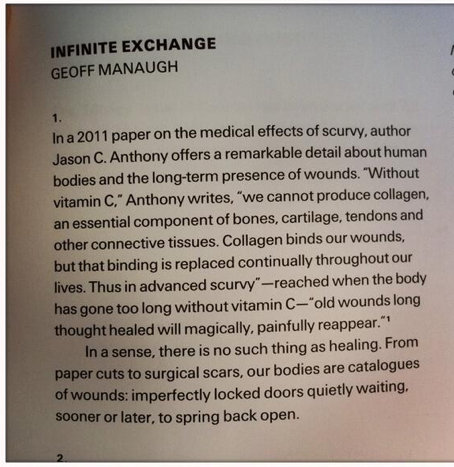 INFINITE EXCHANGE
GEOFF MANAUGH
1.
In a 2011 paper on the medical effects of scurvy, author
Jason C. Anthony offers a remarkable detail about human
bodies and the long-term presence of wounds. “Without
vitamin C,” Anthony writes, “we cannot produce collagen,
an essential component of bones, cartilage, tendons and
other connective tissues. Collagen binds our wounds,
but that binding is replaced continually throughout our
lives. Thus in advanced scurvy”—reached when the body
has gone too long without vitamin C—“old wounds long
thought healed will magically, painfully reappear.”¹
In a sense, there is no such thing as healing. From
paper cuts to surgical scars, our bodies are catalogues
of wounds: imperfectly locked doors quietly waiting,
sooner or later, to spring back open.
2.